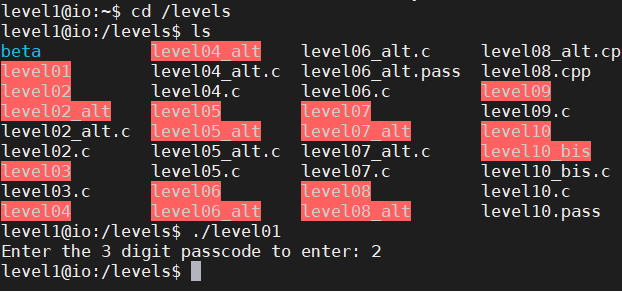 level1@io:~$ cd /levels
level1@io:/levels$ ls
beta level04_alt level06_alt.c level08_alt.cp
level01 level04_alt.c level06_alt.pass level08.cpp
level02 level04.c level06.c level09
level02_alt level05 level07 level09.c
level02_alt.c level05_alt level07_alt level10
level02.c level05_alt.c level07_alt.c level10_bis
level03 level05.c level07.c level10_bis.c
level03.c level06 level08 level10.c
level04 level06_alt level08_alt level10.pass
level1@io:/levels$ ./level01
Enter the 3 digit passcode to enter: 2
level1@io:/levels$